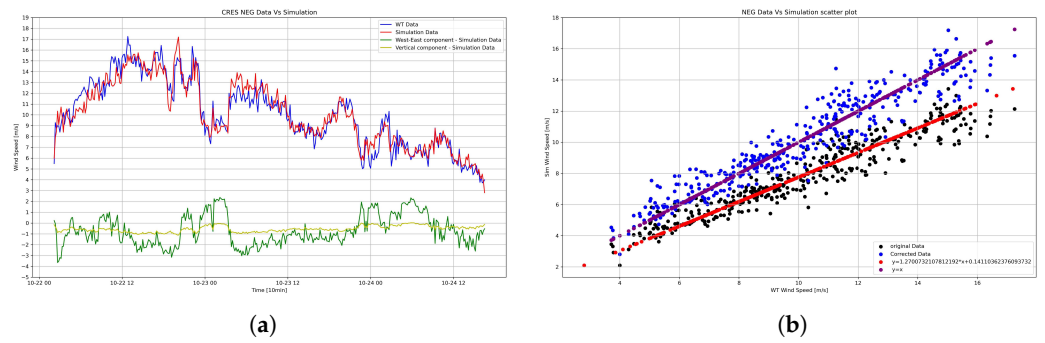 CRES NEG Data Vs Simulation
WT Data
Simulation Data
West-East component - Simulation Data
Vertical component - Simulation Data
Wind Speed [m/s]
19
18
17
16
15
14
13
12
11
10
9
8
7
6
5
4
3
2
1
0
−1
−2
−3
−4
−5
10-22 00
10-22 12
10-23 00
10-23 12
10-24 00
10-24 12
Time [10min]
(a)
NEG Data Vs Simulation scatter plot
Sim Wind Speed [m/s]
18
16
14
12
10
8
6
4
2
original Data
Corrected Data
y=1.2700732107812192*x+0.14110362376093732
y=x
4
6
8
10
12
14
16
WT Wind Speed [m/s]
(b)